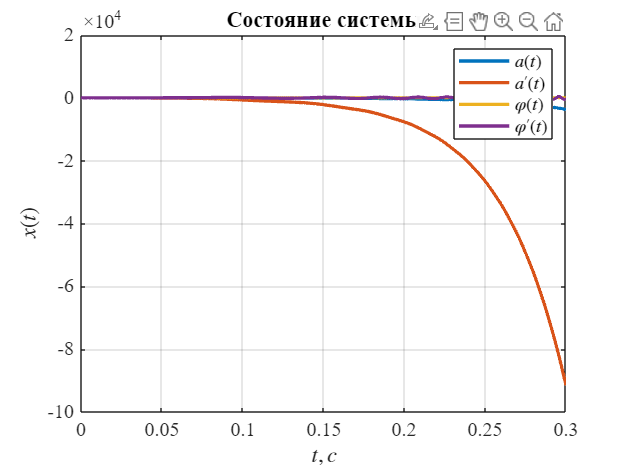 ×10⁴
Состояние систем
2
0
-2
-4
-6
-8
-10
x(t)
a(t)
a′(t)
φ(t)
φ′(t)
0 0.05 0.1 0.15 0.2 0.25 0.3
t, c